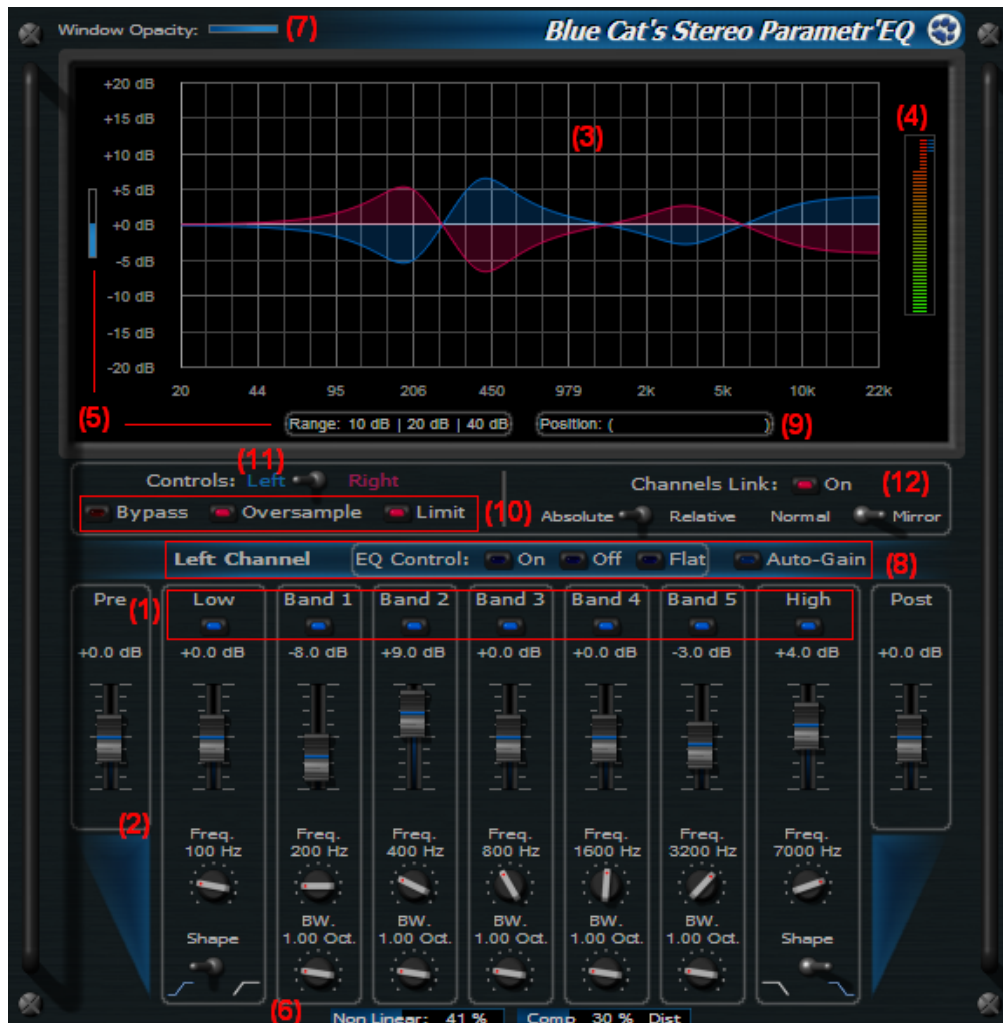 Window Opacity: (7) Blue Cat's Stereo Parametr'EQ
+20 dB
+15 dB
(4)
+10 dB
(3)
+5 dB
+0 dB
-5 dB
-10 dB
-15 dB
-20 dB
20 44 95 206 450 979 2k 5k 10k 22k
(5) Range: 10 dB | 20 dB | 40 dB Position: ( ) (9)
(11)
Controls: Left Right Channels Link: On (12)
Bypass Oversample Limit (10) Absolute Relative Normal Mirror
Left Channel EQ Control: On Off Flat Auto-Gain (8)
Pre (1) Low Band 1 Band 2 Band 3 Band 4 Band 5 High Post
+0.0 dB +0.0 dB -8.0 dB +9.0 dB +0.0 dB +0.0 dB -3.0 dB +4.0 dB +0.0 dB
(2)
Freq. Freq. Freq. Freq. Freq. Freq. Freq.
100 Hz 200 Hz 400 Hz 800 Hz 1600 Hz 3200 Hz 7000 Hz
BW. BW. BW. BW. BW.
Shape 1.00 Oct. 1.00 Oct. 1.00 Oct. 1.00 Oct. 1.00 Oct. Shape
(6) Non Linear: 41 % Comp 30 % Dist